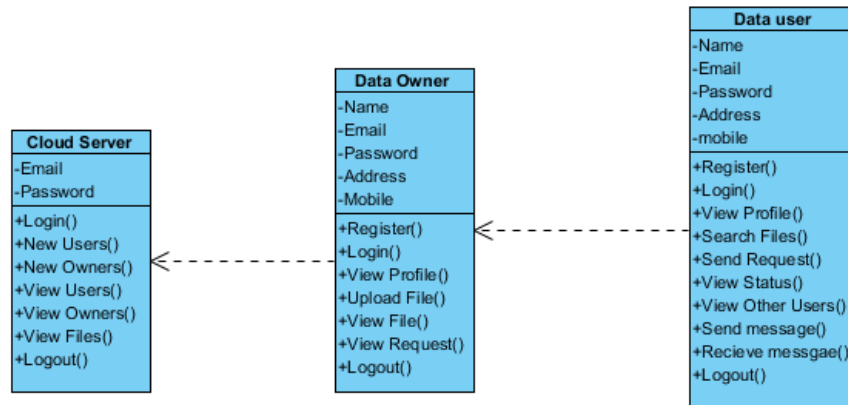 Cloud Server
-Email
-Password
+Login()
+New Users()
+New Owners()
+View Users()
+View Owners()
+View Files()
+Logout()
Data Owner
-Name
-Email
-Password
-Address
-Mobile
+Register()
+Login()
+View Profile()
+Upload File()
+View File()
+View Request()
+Logout()
Data user
-Name
-Email
-Password
-Address
-mobile
+Register()
+Login()
+View Profile()
+Search Files()
+Send Request()
+View Status()
+View Other Users()
+Send message()
+Recieve messgae()
+Logout()